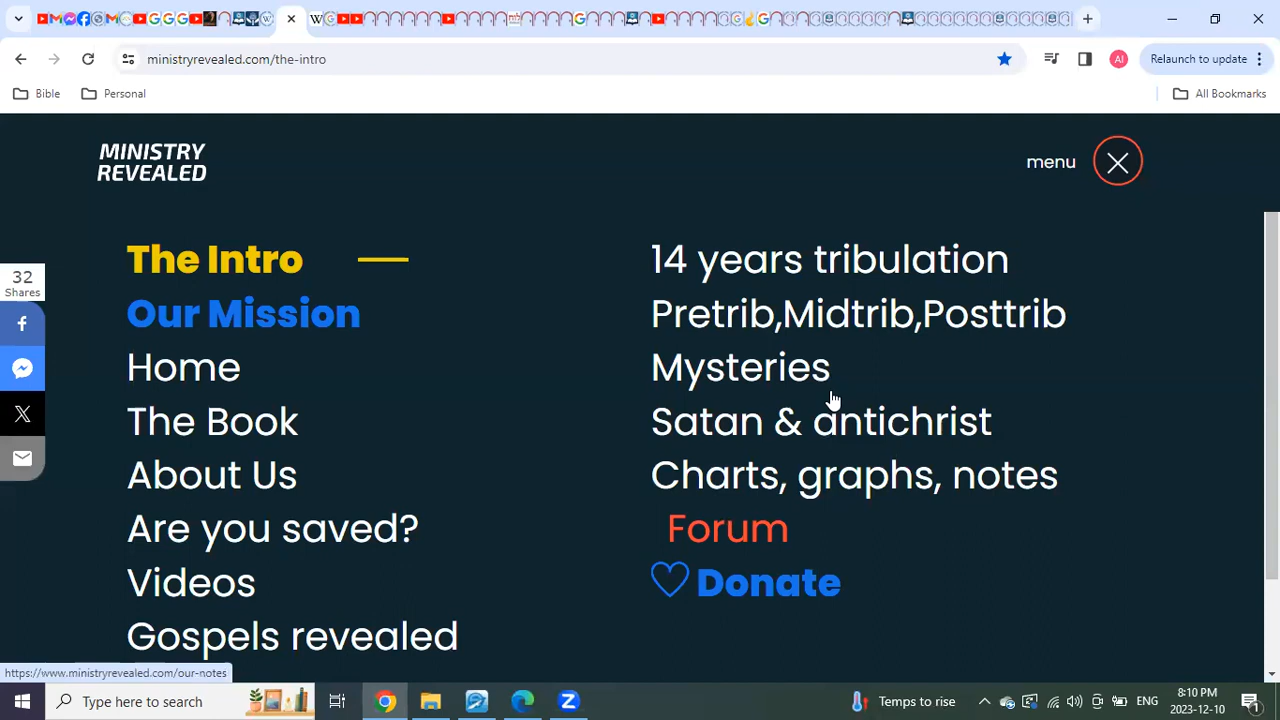 ministryrevealed.com/the-intro
AI
Relaunch to update
Bible
Personal
All Bookmarks
MINISTRY
REVEALED
menu
32
Shares
The Intro
Our Mission
Home
The Book
About Us
Are you saved?
Videos
Gospels revealed
14 years tribulation
Pretrib,Midtrib,Posttrib
Mysteries
Satan & antichrist
Charts, graphs, notes
Forum
Donate
https://www.ministryrevealed.com/our-notes
Type here to search
Temps to rise
ENG
8:10 PM
2023-12-10